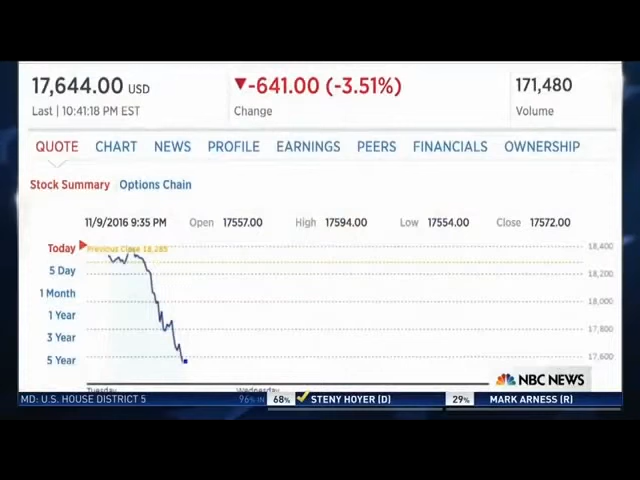 17,644.00 USD
▼-641.00 (-3.51%)
171,480
Last | 10:41:18 PM EST
Change
Volume
QUOTE CHART NEWS PROFILE EARNINGS PEERS FINANCIALS OWNERSHIP
Stock Summary Options Chain
11/9/2016 9:35 PM Open 17557.00 High 17594.00 Low 17554.00 Close 17572.00
Today
Previous Close 18,285
18,400
5 Day
18,200
1 Month
18,000
1 Year
17,800
3 Year
17,600
5 Year
Tuesday Wednesday
NBC NEWS
MD: U.S. HOUSE DISTRICT 5 96% IN 68% STENY HOYER (D) 29% MARK ARNESS (R)